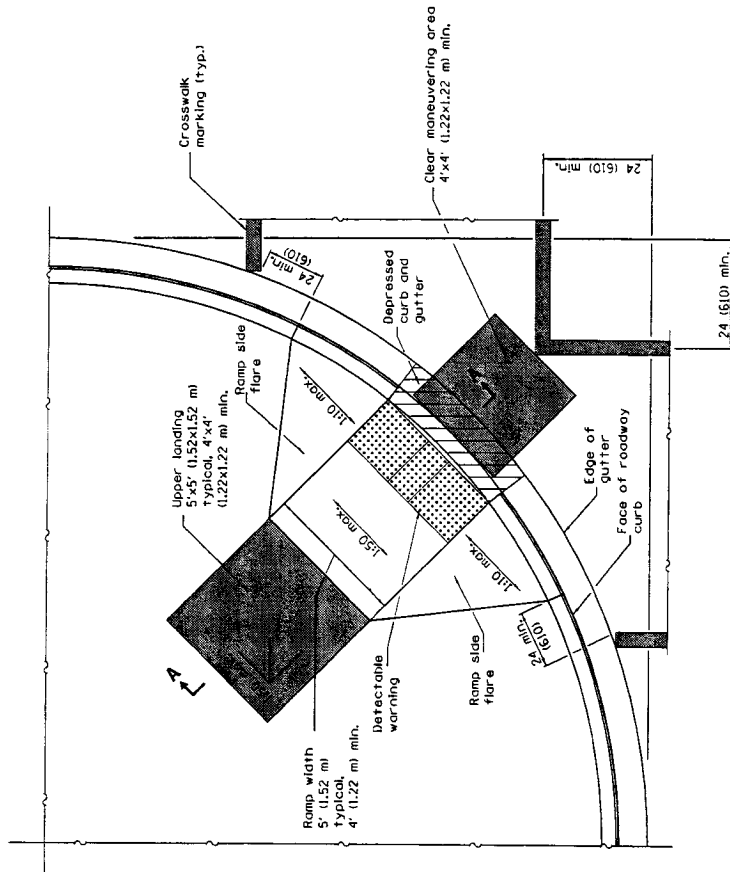 Crosswalk
marking (typ.)
Clear maneuvering area
4'x4' (1.22x1.22 m) min.
24 (610) min.
24 (610) min.
24 min.
(610)
Depressed
curb and
gutter
Ramp side
flare
Upper landing
5'x5' (1.52x1.52 m)
typical, 4'x4'
(1.22x1.22 m) min.
1:10 max.
1:50 max.
1:10 max.
A
A
Edge of
gutter
Face of roadway
curb
24 min.
(610)
Ramp side
flare
Detectable
warning
Ramp width
5' (1.52 m)
typical,
4' (1.22 m) min.